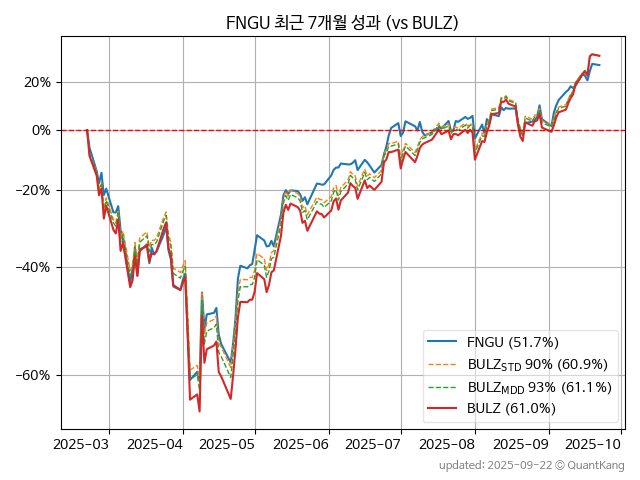 FNGU 최근 7개월 성과 (vs BULZ)
20%
0%
−20%
−40%
−60%
FNGU (51.7%)
BULZSTD 90% (60.9%)
BULZMDD 93% (61.1%)
BULZ (61.0%)
2025-03 2025-04 2025-05 2025-06 2025-07 2025-08 2025-09 2025-10
updated: 2025-09-22 © QuantKang